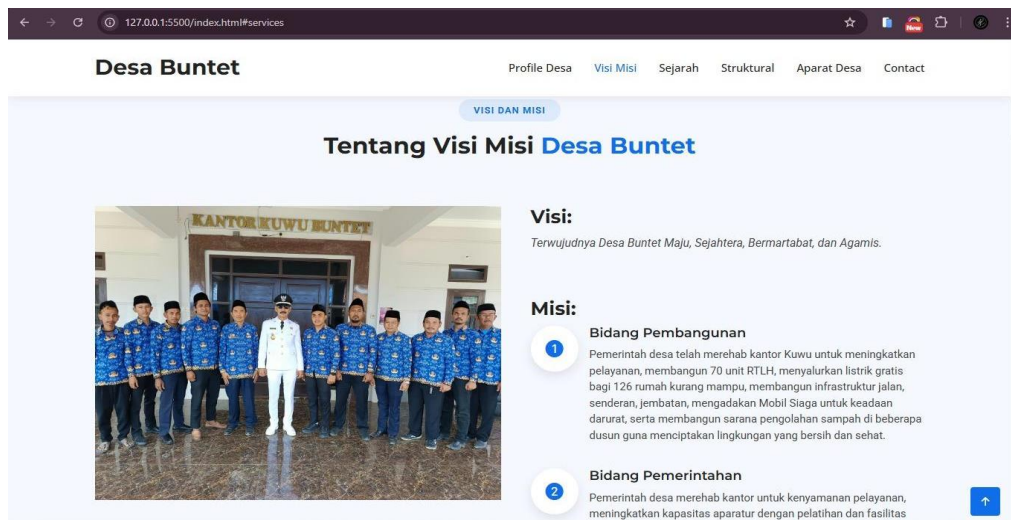 127.0.0.1:5500/index.html#services
New
Desa Buntet
Profile Desa Visi Misi Sejarah Struktural Aparat Desa Contact
VISI DAN MISI
Tentang Visi Misi Desa Buntet
KANTOR KUWU BUNTET
Visi:
Terwujudnya Desa Buntet Maju, Sejahtera, Bermartabat, dan Agamis.
Misi:
1
Bidang Pembangunan
Pemerintah desa telah merehab kantor Kuwu untuk meningkatkan
pelayanan, membangun 70 unit RTLH, menyalurkan listrik gratis
bagi 126 rumah kurang mampu, membangun infrastruktur jalan,
senderan, jembatan, mengadakan Mobil Siaga untuk keadaan
darurat, serta membangun sarana pengolahan sampah di beberapa
dusun guna menciptakan lingkungan yang bersih dan sehat.
2
Bidang Pemerintahan
Pemerintah desa merehab kantor untuk kenyamanan pelayanan,
meningkatkan kapasitas aparatur dengan pelatihan dan fasilitas